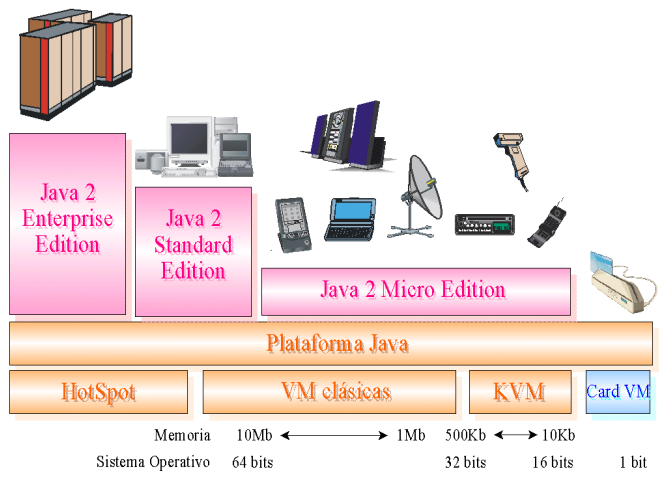 Java 2
Enterprise
Edition
Java 2
Standard
Edition
Java 2 Micro Edition
Plataforma Java
HotSpot
VM clásicas
KVM
Card VM
Memoria 10Mb 1Mb 500Kb 10Kb
Sistema Operativo 64 bits 32 bits 16 bits 1 bit